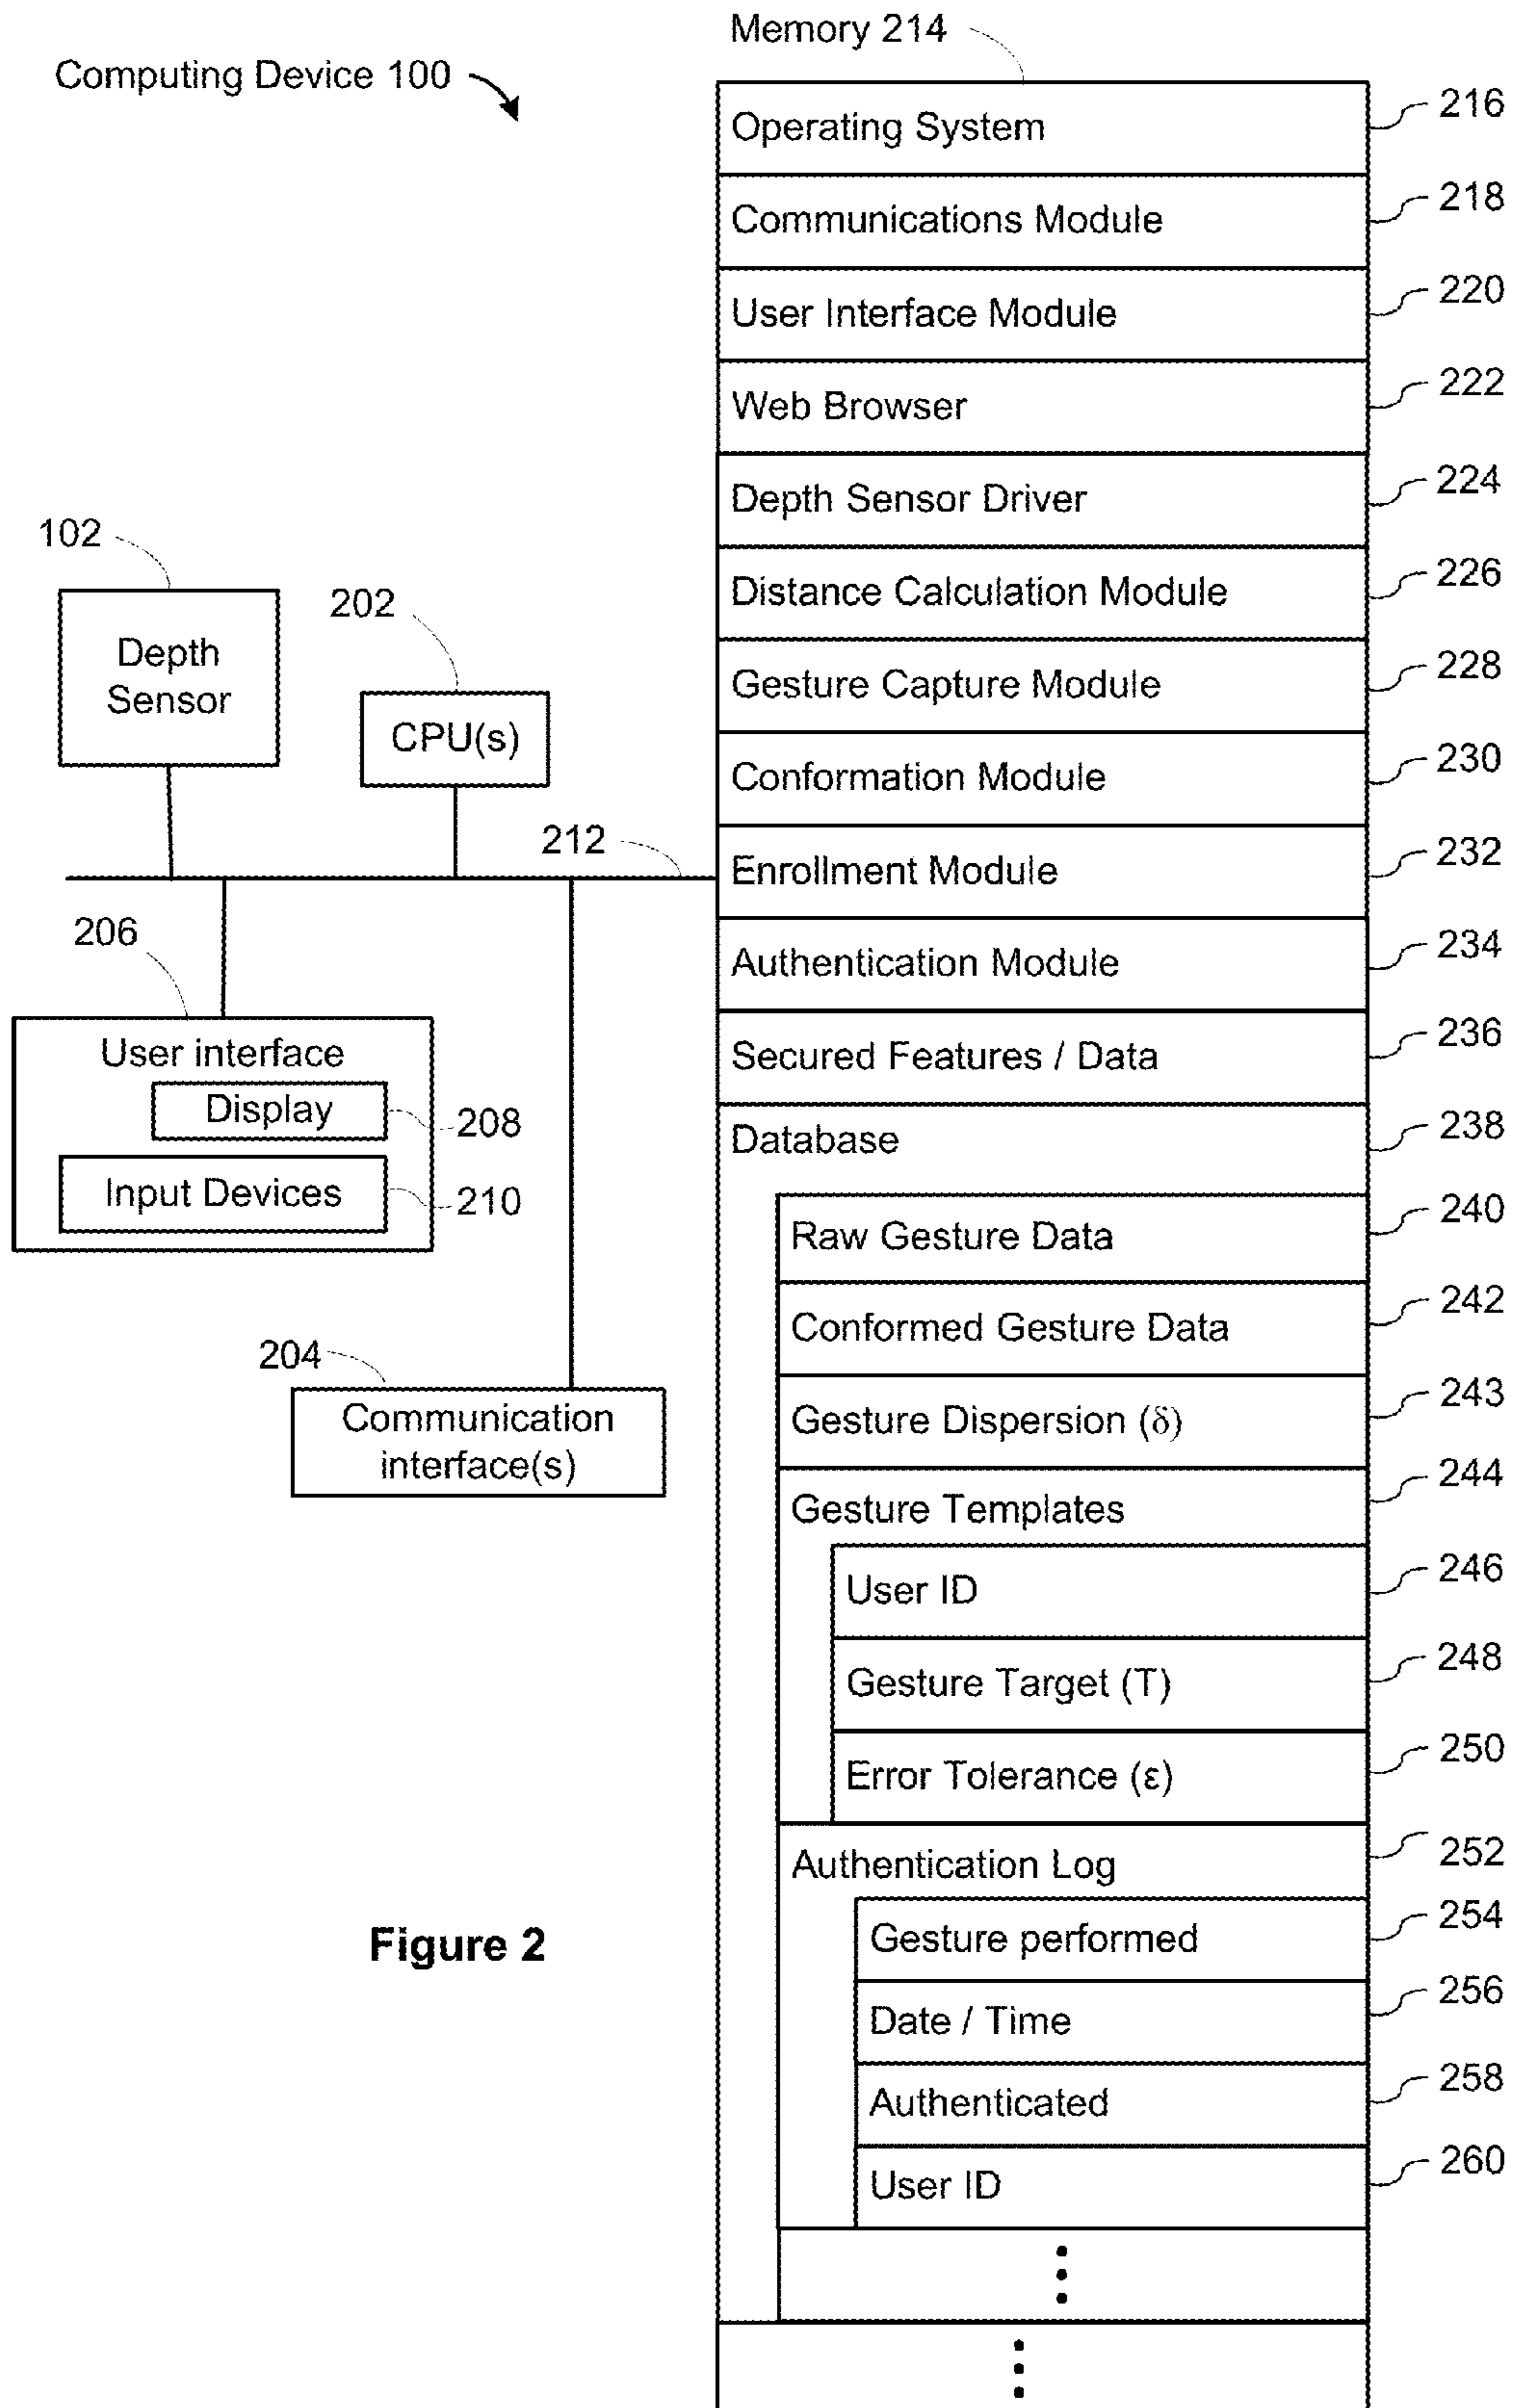 Memory 214
Computing Device 100
Operating System 216
Communications Module 218
User Interface Module 220
Web Browser 222
Depth Sensor Driver 224
Distance Calculation Module 226
Gesture Capture Module 228
Conformation Module 230
Enrollment Module 232
Authentication Module 234
Secured Features / Data 236
Database 238
Raw Gesture Data 240
Conformed Gesture Data 242
Gesture Dispersion (δ) 243
Gesture Templates 244
User ID 246
Gesture Target (T) 248
Error Tolerance (ε) 250
Authentication Log 252
Gesture performed 254
Date / Time 256
Authenticated 258
User ID 260
102
Depth
Sensor
202
CPU(s)
212
206
User interface
Display 208
Input Devices 210
204
Communication
interface(s)
Figure 2